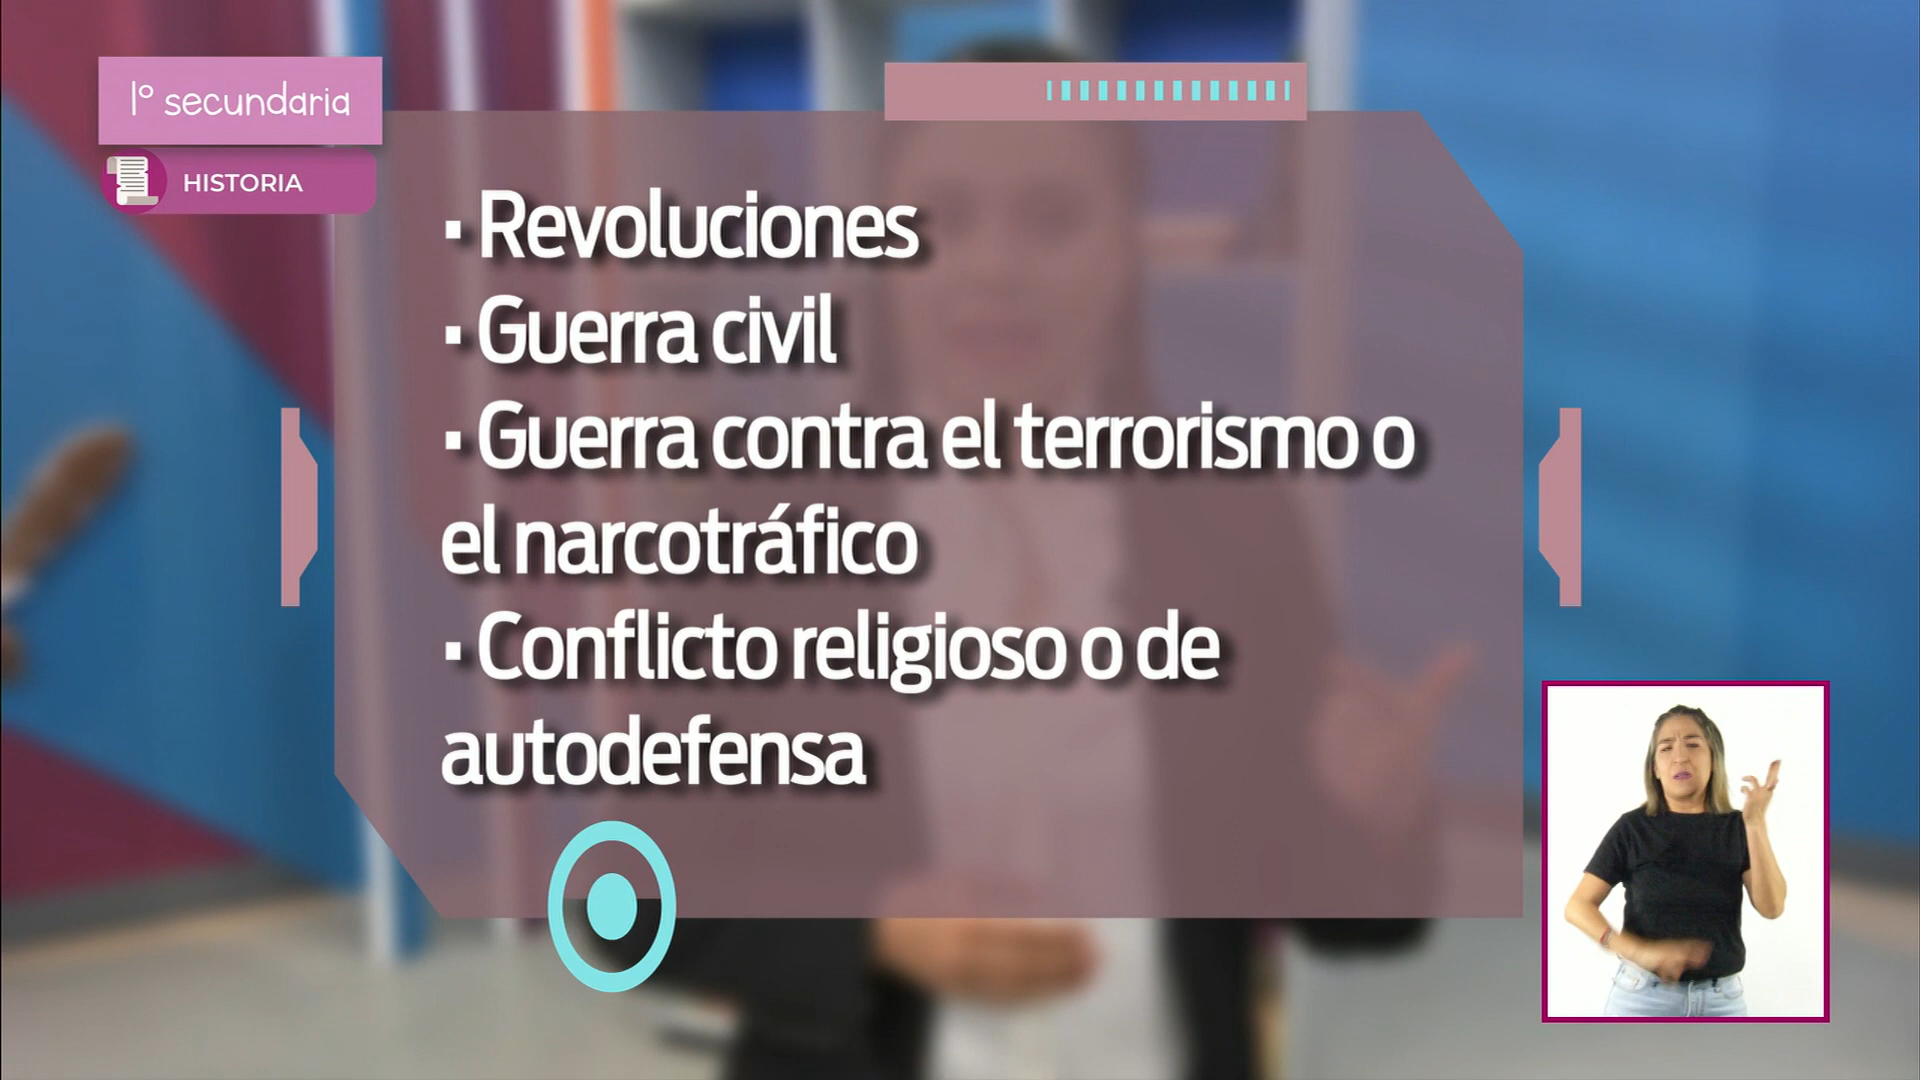 1° secundaria
HISTORIA
▪ Revoluciones
▪ Guerra civil
▪ Guerra contra el terrorismo o
el narcotráfico
▪ Conflicto religioso o de
autodefensa